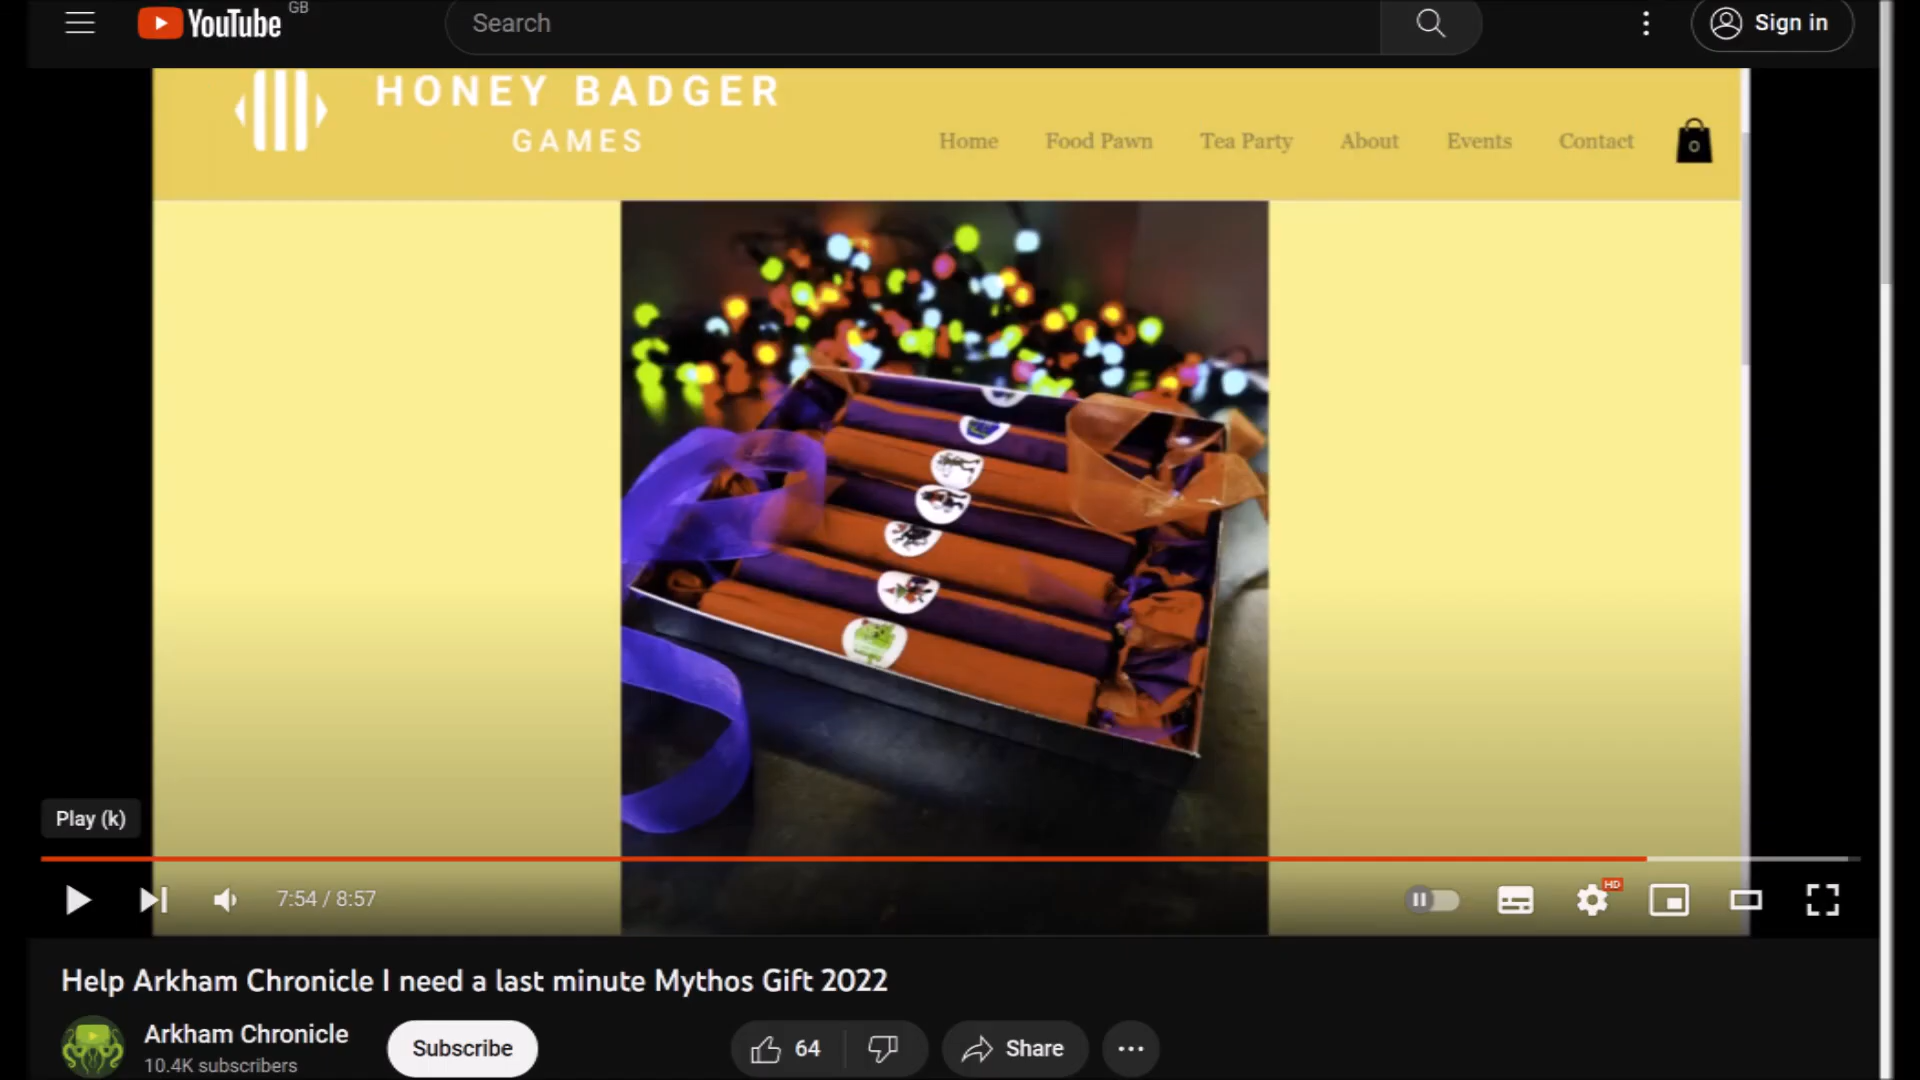 YouTube GB
Search
Sign in
HONEY BADGER
GAMES
Home Food Pawn Tea Party About Events Contact 0
Play (k)
7:54 / 8:57
HD
Help Arkham Chronicle I need a last minute Mythos Gift 2022
Arkham Chronicle
10.4K subscribers
Subscribe
64
Share